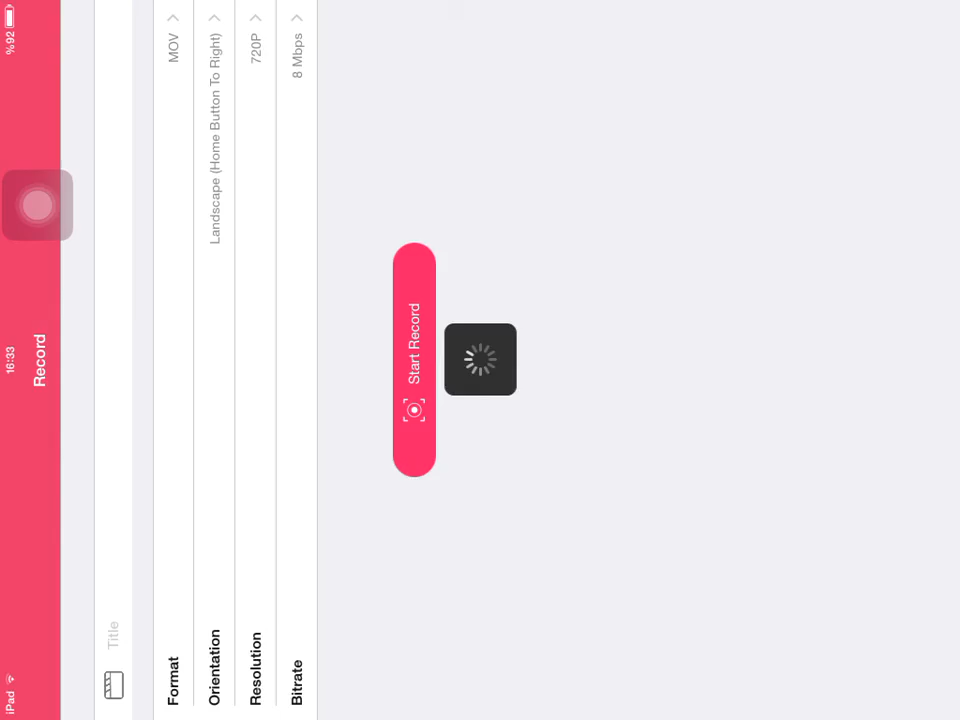 iPad 16:33 %92
Record
Title
Format MOV
Orientation Landscape (Home Button To Right)
Resolution 720P
Bitrate 8 Mbps
Start Record